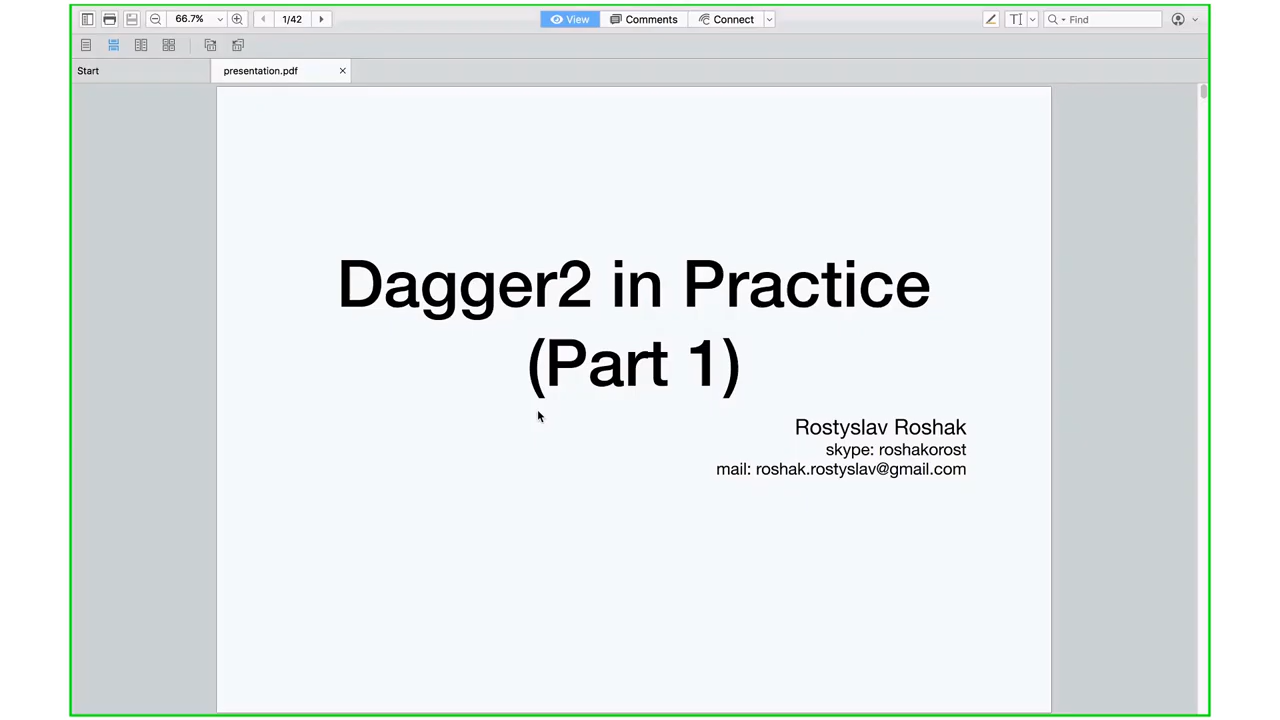 66.7%
1/42
View
Comments
Connect
Find
Start
presentation.pdf
Dagger2 in Practice
(Part 1)
Rostyslav Roshak
skype: roshakorost
mail: roshak.rostyslav@gmail.com